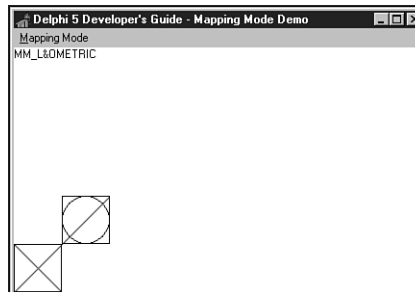 Delphi 5 Developer's Guide - Mapping Mode Demo
Mapping Mode
MM_L&OMETRIC